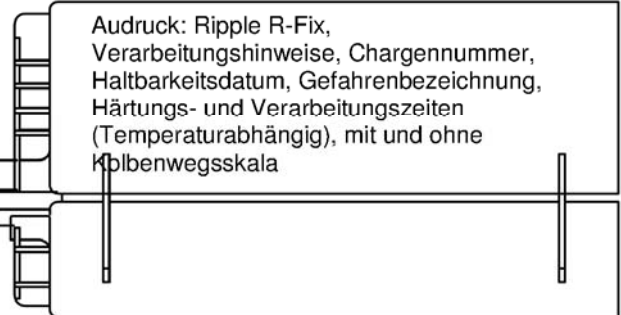 Audruck: Ripple R-Fix,
Verarbeitungshinweise, Chargennummer,
Haltbarkeitsdatum, Gefahrenbezeichnung,
Härtungs- und Verarbeitungszeiten
(Temperaturabhängig), mit und ohne
Kolbenwegsskala